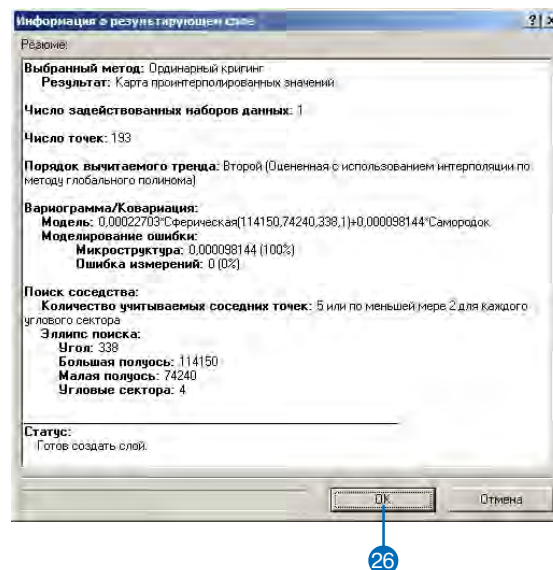 Информация о результирующем слое
Резюме:
Выбранный метод: Ординарный кригинг
Результат: Карта проинтерполированных значений
Число задействованных наборов данных: 1
Число точек: 193
Порядок вычитаемого тренда: Второй (Оцененная с использованием интерполяции по
методу глобального полинома)
Вариограмма/Ковариация:
Модель: 0,00022703*Сферическая(114150,74240,338,1)+0,000098144*Самородок
Моделирование ошибки:
Микроструктура: 0,000098144 (100%)
Ошибка измерений: 0 (0%)
Поиск соседства:
Количество учитываемых соседних точек: 5 или по меньшей мере 2 для каждого
углового сектора
Эллипс поиска:
Угол: 338
Большая полуось: 114150
Малая полуось: 74240
Угловые сектора: 4
Статус:
Готов создать слой.
OK
Отмена
26